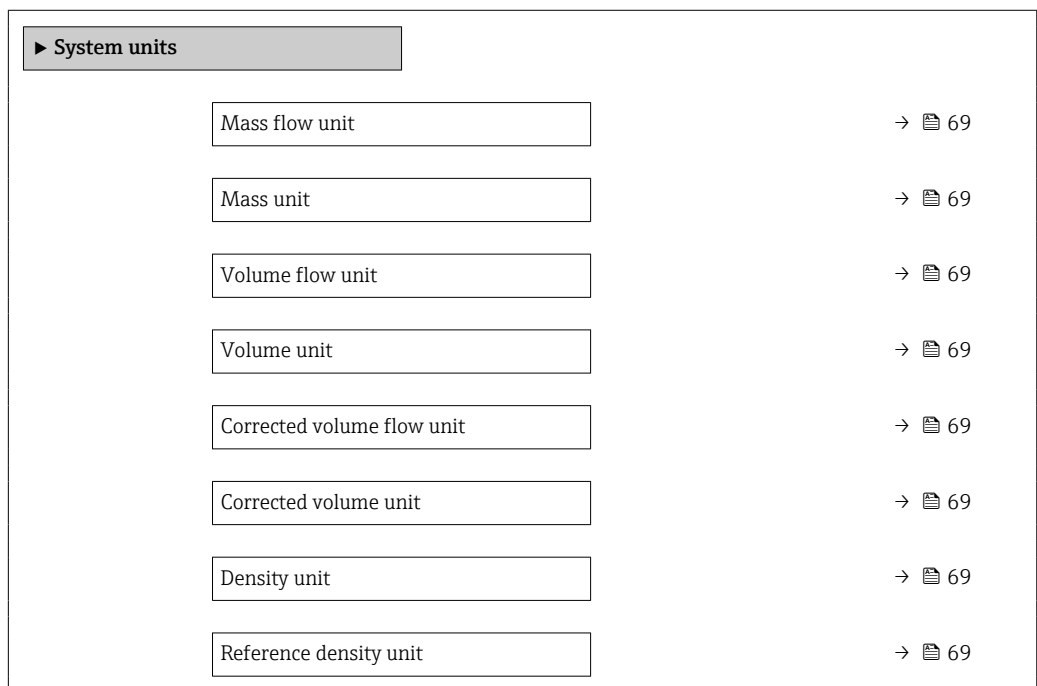 ▶ System units
Mass flow unit → 69
Mass unit → 69
Volume flow unit → 69
Volume unit → 69
Corrected volume flow unit → 69
Corrected volume unit → 69
Density unit → 69
Reference density unit → 69